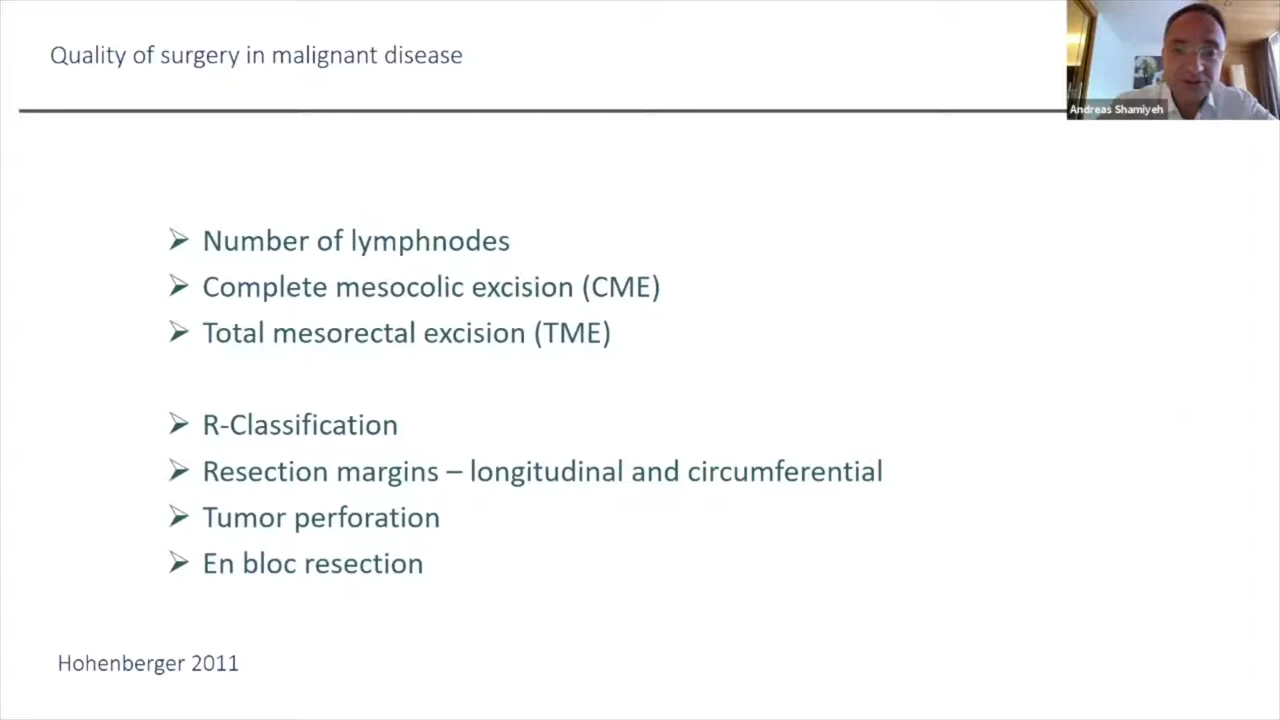 Quality of surgery in malignant disease
Andreas Shamiyeh
Number of lymphnodes
Complete mesocolic excision (CME)
Total mesorectal excision (TME)
R-Classification
Resection margins – longitudinal and circumferential
Tumor perforation
En bloc resection
Hohenberger 2011